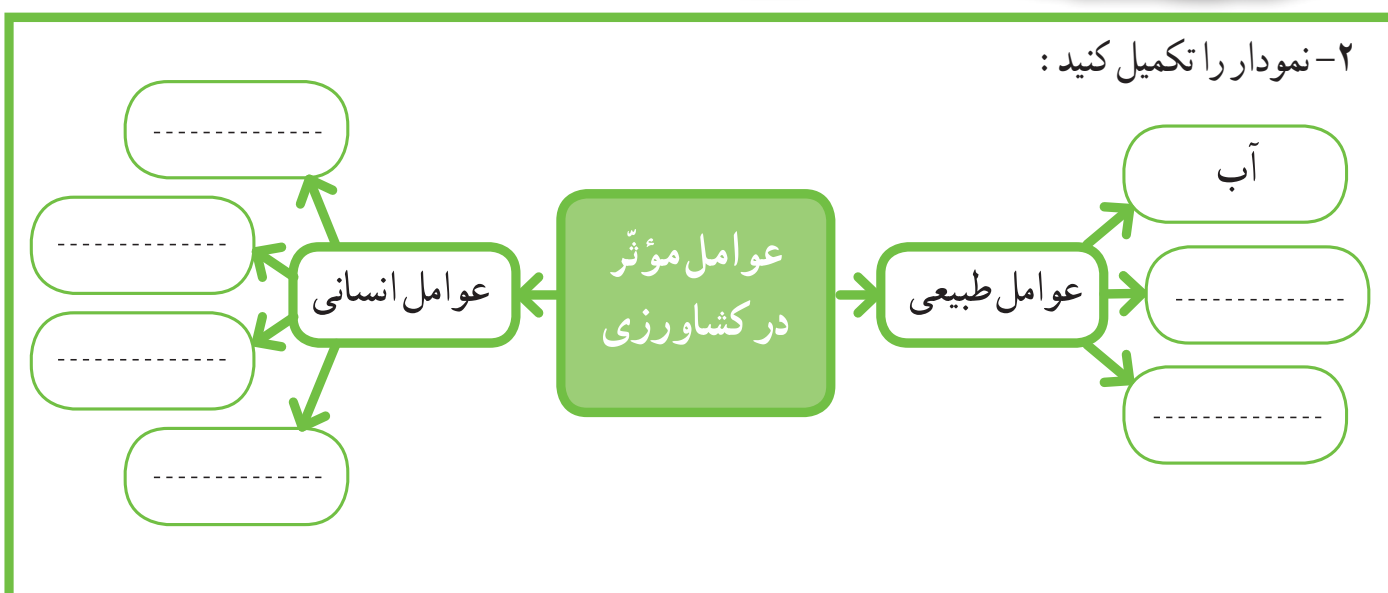 ۲- نمودار را تکمیل کنید :
آب
--------------
--------------
عوامل طبیعی
عوامل مؤثّر
در کشاورزی
عوامل انسانی
--------------
--------------
--------------
--------------